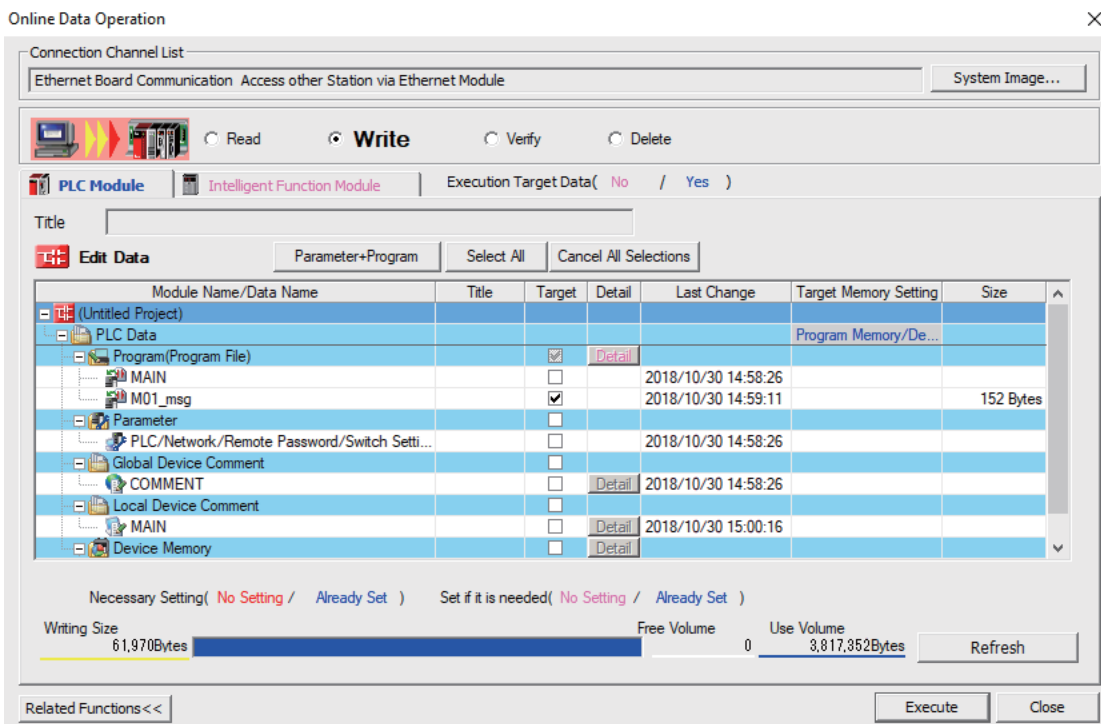 Online Data Operation
Connection Channel List
Ethernet Board Communication Access other Station via Ethernet Module
System Image...
Read Write Verify Delete
PLC Module Intelligent Function Module Execution Target Data( No / Yes )
Title
Edit Data Parameter+Program Select All Cancel All Selections
Module Name/Data Name Title Target Detail Last Change Target Memory Setting Size
(Untitled Project)
PLC Data Program Memory/De...
Program(Program File) Detail
MAIN 2018/10/30 14:58:26
M01_msg 2018/10/30 14:59:11 152 Bytes
Parameter
PLC/Network/Remote Password/Switch Setti... 2018/10/30 14:58:26
Global Device Comment
COMMENT Detail 2018/10/30 14:58:26
Local Device Comment
MAIN Detail 2018/10/30 15:00:16
Device Memory Detail
Necessary Setting( No Setting / Already Set ) Set if it is needed( No Setting / Already Set )
Writing Size Free Volume Use Volume
61,970Bytes 0 3,817,352Bytes Refresh
Related Functions<< Execute Close